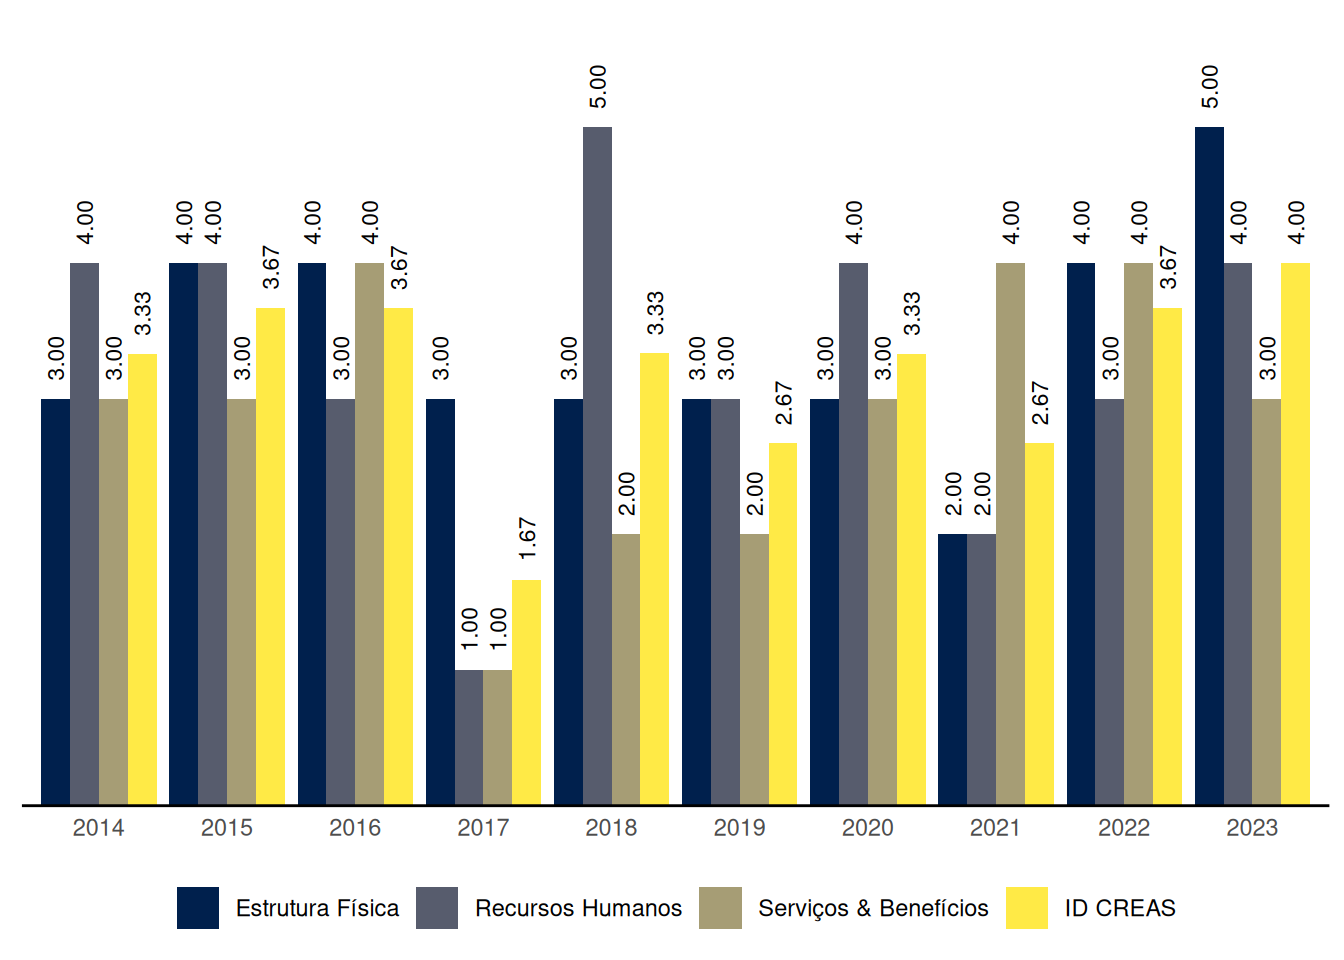 5.00 5.00
4.00 4.00 4.00 4.00 4.00 4.00 4.00 4.00 4.00 4.00 4.00
3.67 3.67 3.67
3.33 3.33 3.33
3.00 3.00 3.00 3.00 3.00 3.00 3.00 3.00 3.00 3.00 3.00 3.00
2.67 2.67
2.00 2.00 2.00 2.00
1.67
1.00 1.00
2014 2015 2016 2017 2018 2019 2020 2021 2022 2023
Estrutura Física Recursos Humanos Serviços & Benefícios ID CREAS